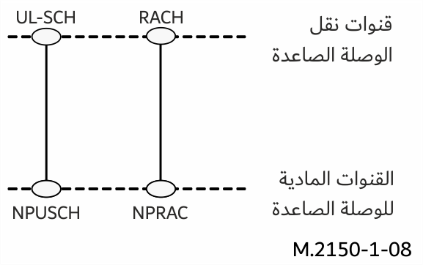 UL-SCH RACH قنوات نقل
الوصلة الصاعدة
القنوات المادية
NPUSCH NPRAC للوصلة الصاعدة
M.2150-1-08